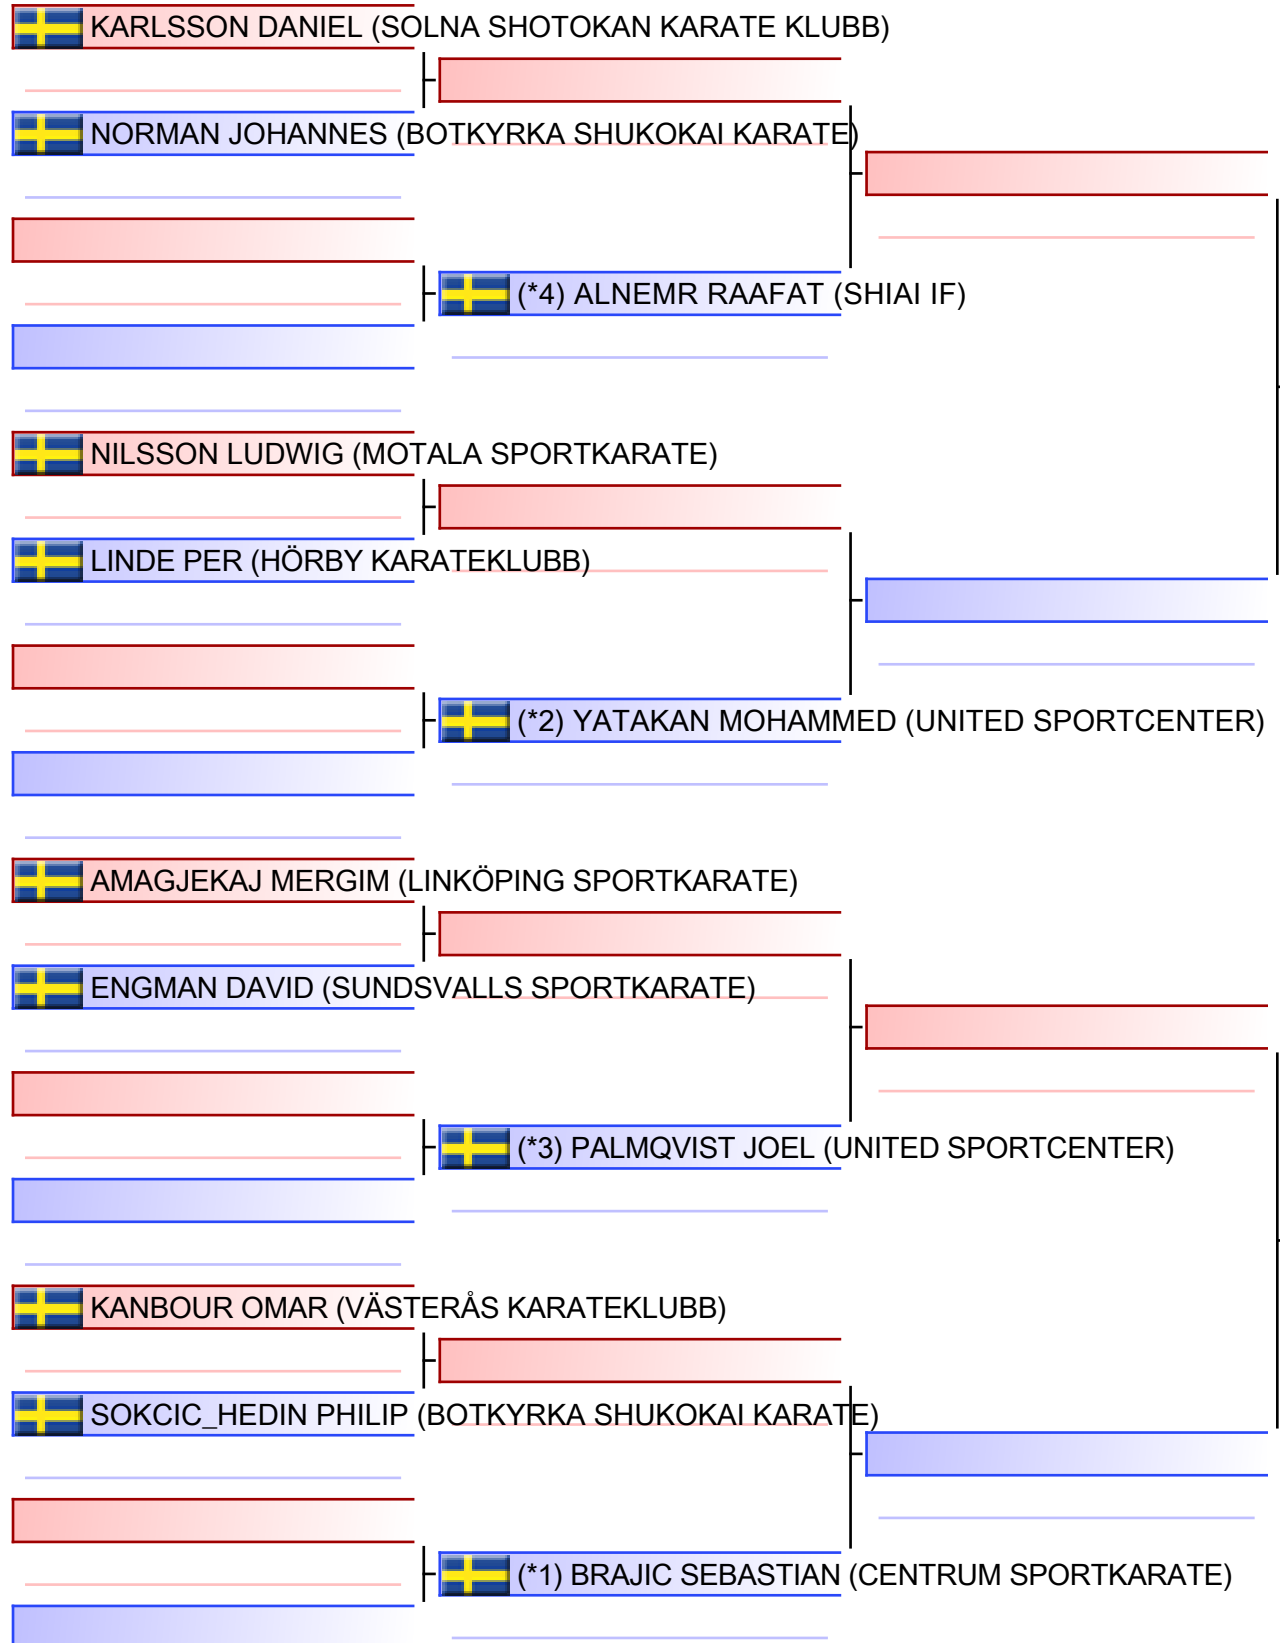 KARLSSON DANIEL (SOLNA SHOTOKAN KARATE KLUBB)
NORMAN JOHANNES (BOTKYRKA SHUKOKAI KARATE)
(*4) ALNEMR RAAFAT (SHIAI IF)
NILSSON LUDWIG (MOTALA SPORTKARATE)
LINDE PER (HÖRBY KARATEKLUBB)
(*2) YATAKAN MOHAMMED (UNITED SPORTCENTER)
AMAGJEKAJ MERGIM (LINKÖPING SPORTKARATE)
ENGMAN DAVID (SUNDSVALLS SPORTKARATE)
(*3) PALMQVIST JOEL (UNITED SPORTCENTER)
KANBOUR OMAR (VÄSTERÅS KARATEKLUBB)
SOKCIC_HEDIN PHILIP (BOTKYRKA SHUKOKAI KARATE)
(*1) BRAJIC SEBASTIAN (CENTRUM SPORTKARATE)